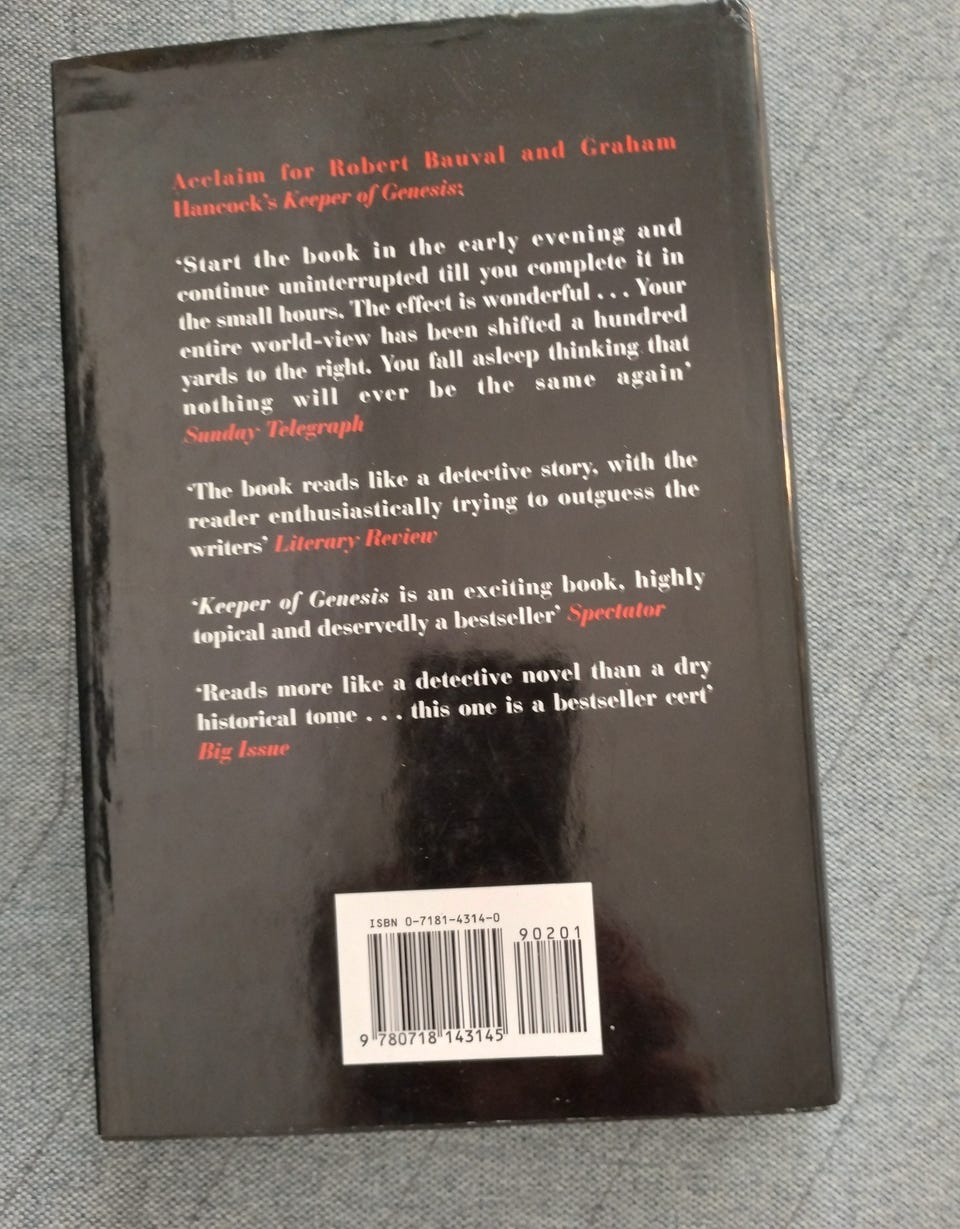 Acclaim for Robert Bauval and Graham
Hancock's Keeper of Genesis:
'Start the book in the early evening and
continue uninterrupted till you complete it in
the small hours. The effect is wonderful . . . Your
entire world-view has been shifted a hundred
yards to the right. You fall asleep thinking that
nothing will ever be the same again'
Sunday Telegraph
'The book reads like a detective story, with the
reader enthusiastically trying to outguess the
writers' Literary Review
'Keeper of Genesis is an exciting book, highly
topical and deservedly a bestseller' Spectator
'Reads more like a detective novel than a dry
historical tome . . . this one is a bestseller cert'
Big Issue
ISBN 0-7181-4314-0
90201
9 780718 143145